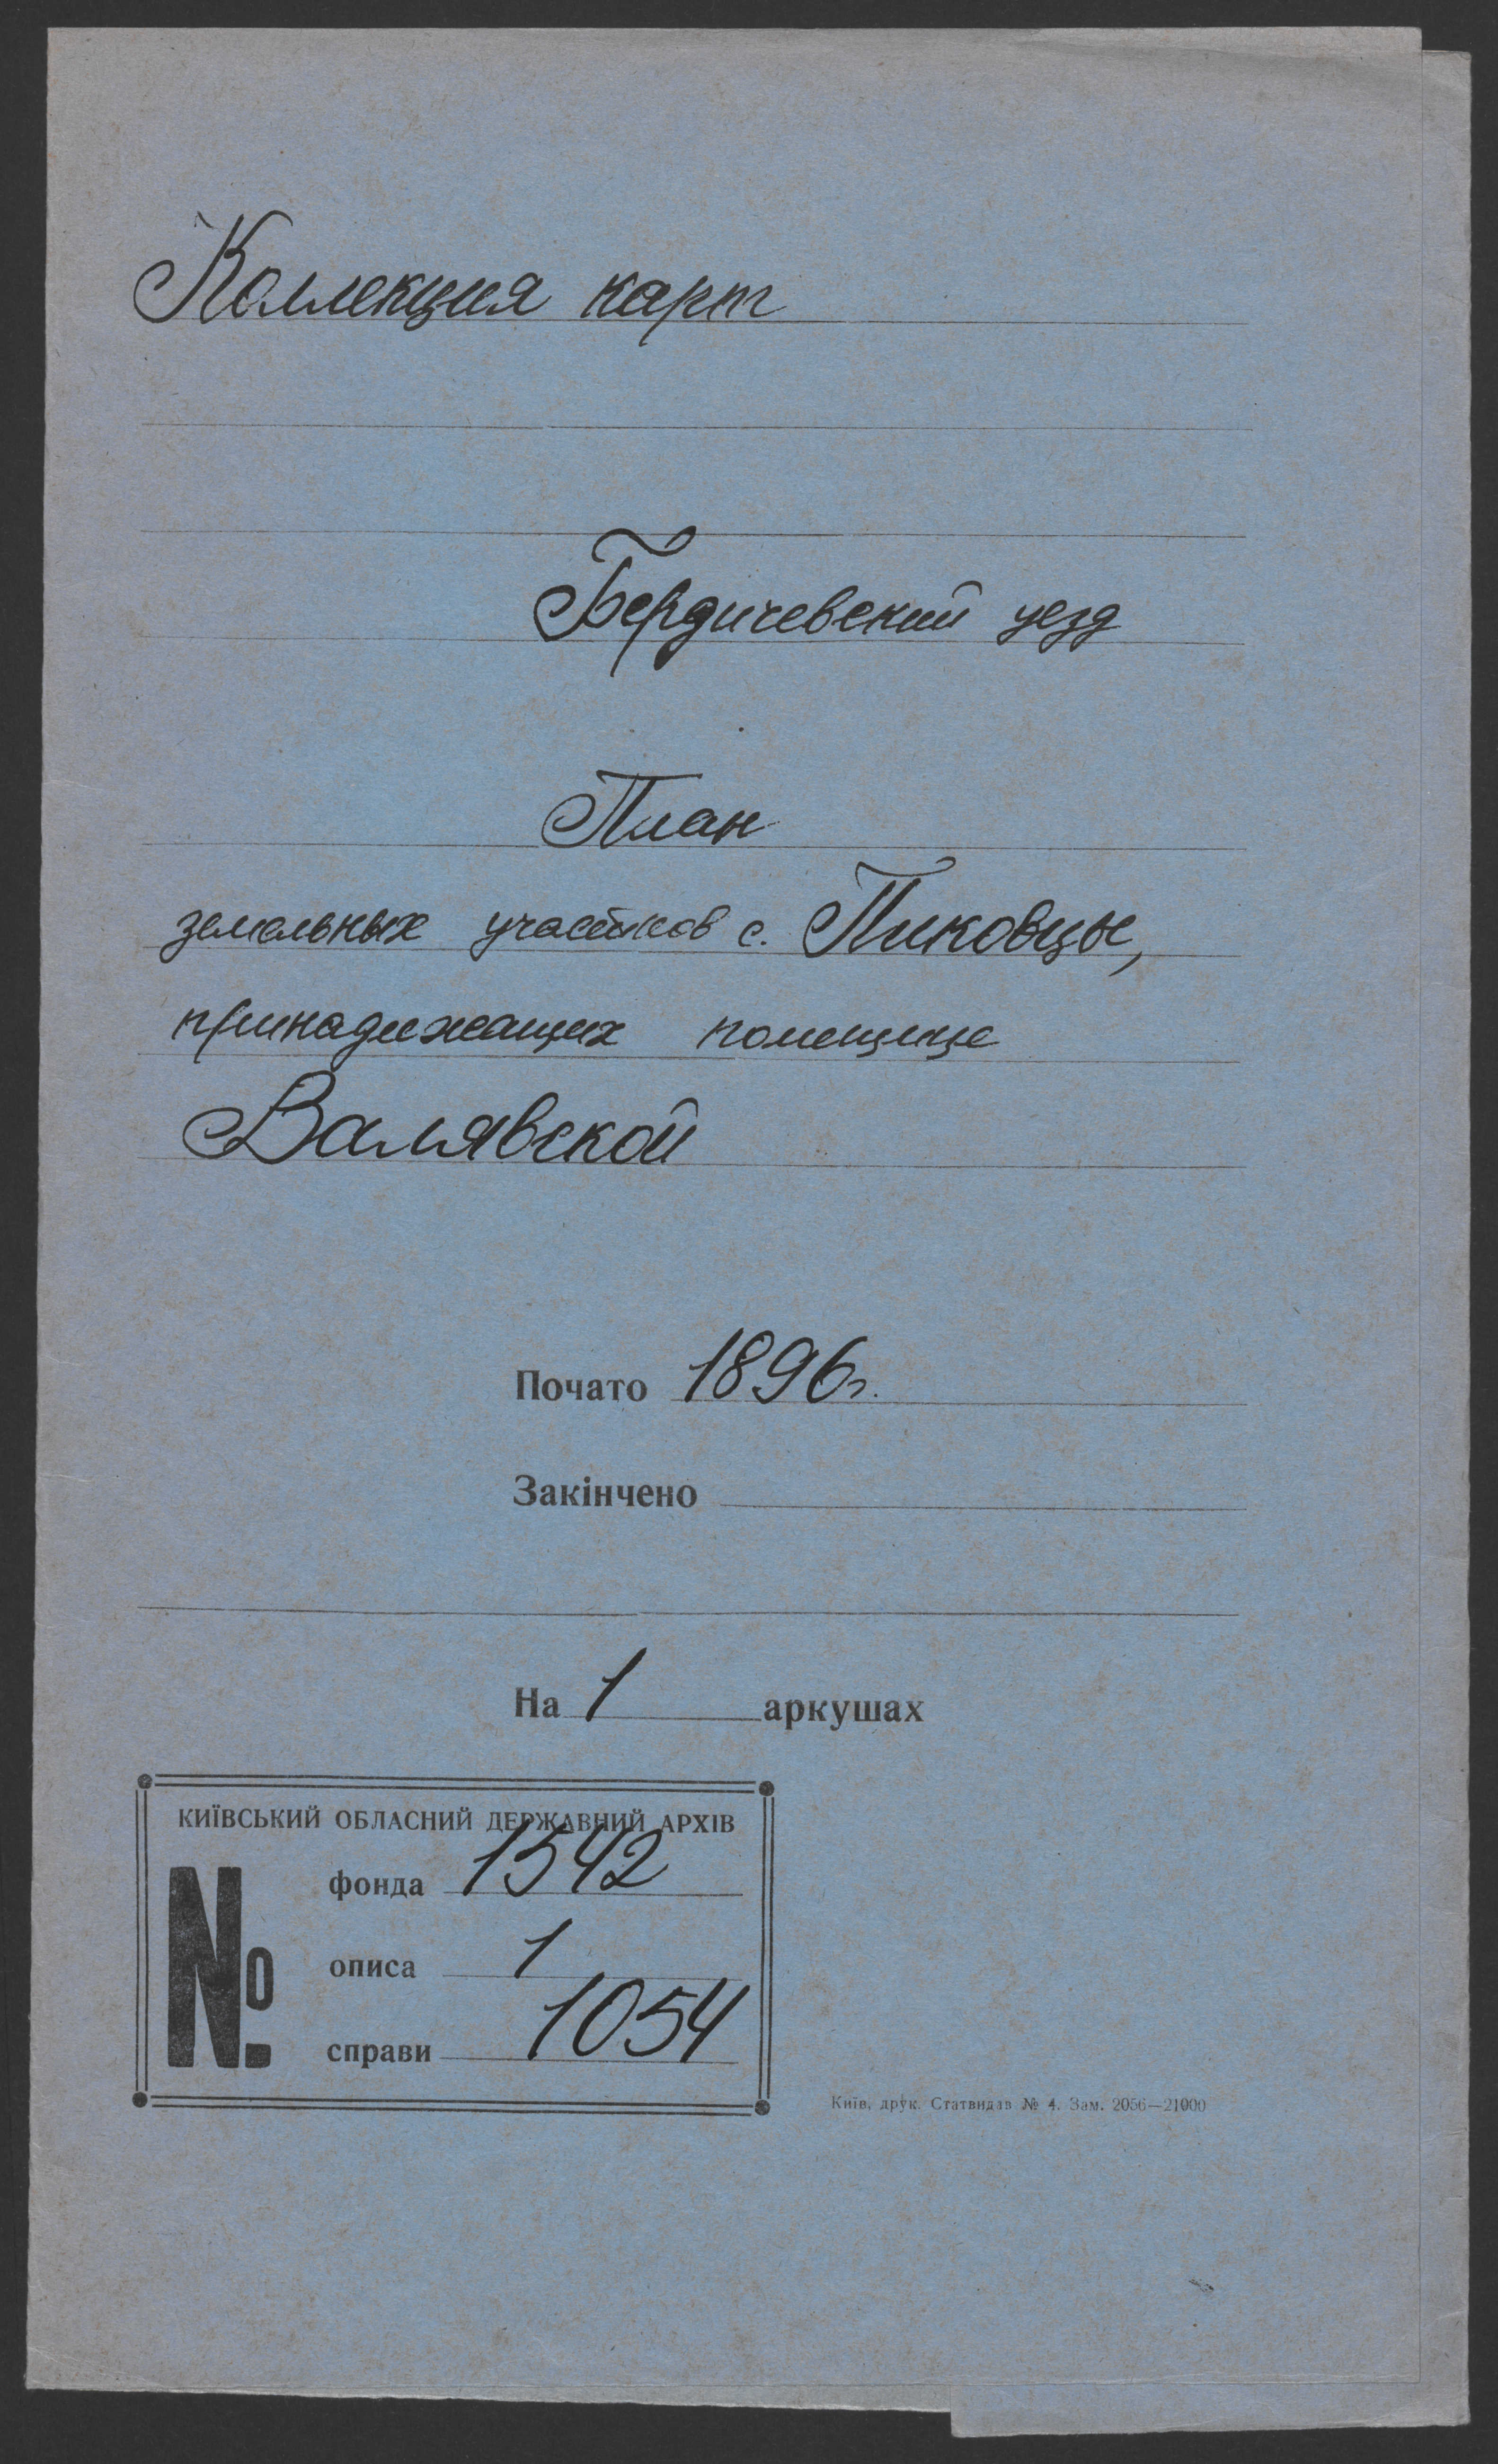 Коллекция карт
Бердичевский уезд
План
земельных участков с. Пиковцы,
принадлежащих помещице
Валявской
Почато 1896г.
Закінчено
На 1 аркушах
КИЇВСЬКИЙ ОБЛАСНИЙ ДЕРЖАВНИЙ АРХІВ
№
фонда 1542
описа 1
справи 1054
Київ, друк. Статвидав № 4. Зам. 2056—21000